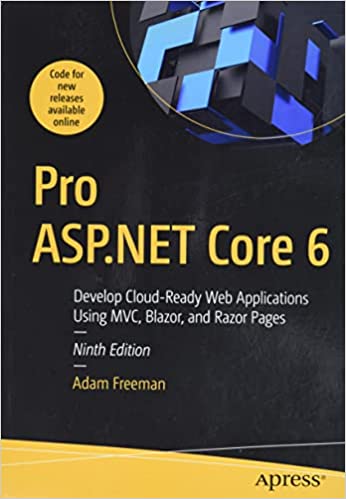 Code for
new
releases
available
online
Pro
ASP.NET Core 6
Develop Cloud-Ready Web Applications
Using MVC, Blazor, and Razor Pages
Ninth Edition
Adam Freeman
Apress®